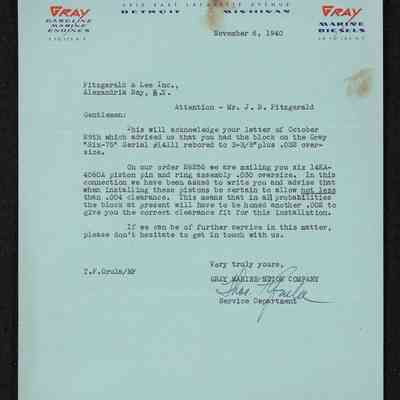 GRAY
GASOLINE
MARINE
ENGINES
DETROIT MICHIGAN
GRAY
MARINE
DIESELS
November 6, 1940
Fitzgerald & Lee Inc.,
Alexandria Bay, N.Y.
Attention - Mr. J. D. Fitzgerald
Gentlemen:
This will acknowledge your letter of October
29th which advised us that you had the block on the Gray
"Six-75" Serial rebored to 3-3/8"plus .028 over-
size.
On our order we are mailing you six
piston pin and ring assembly .030 oversize. In this
connection we have been asked to write you and advise that
when installing these pistons be certain to allow not less
than .004 clearance. This means that in all probabilities
the block at present will have to be honed another .002 to
give you the correct clearance fit for this installation.
If we can be of further service in this matter,
please don't hesitate to get in touch with us.
Very truly yours,
GRAY MARINE MOTOR COMPANY
Service Department